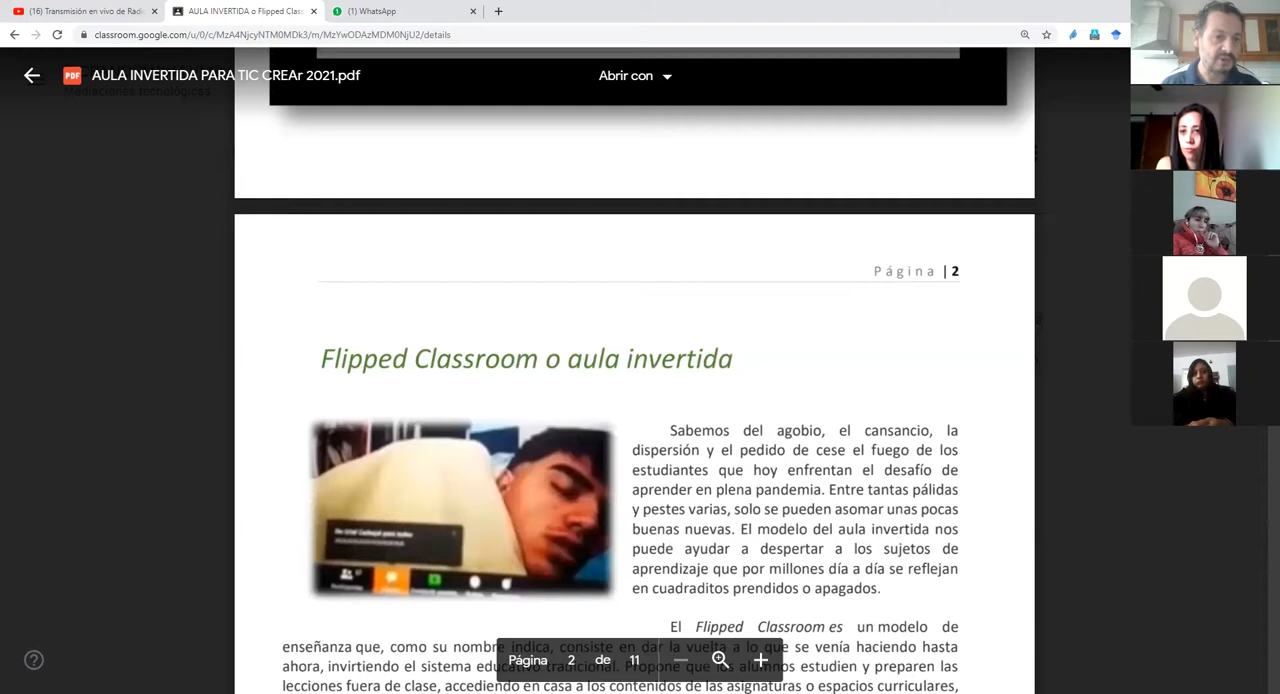 (16) Transmisión en vivo de Radi
AULA INVERTIDA o Flipped Clas
(1) WhatsApp
classroom.google.com/u/0/c/MzA4NjcyNTM0MDk3/m/MzYwODAzMDM0NjU2/details
PDF AULA INVERTIDA PARA TIC CREAr 2021.pdf
Abrir con
Mediaciones tecnológicas
Página | 2
Flipped Classroom o aula invertida
Sabemos del agobio, el cansancio, la
dispersión y el pedido de cese el fuego de los
estudiantes que hoy enfrentan el desafío de
aprender en plena pandemia. Entre tantas pálidas
y pestes varias, solo se pueden asomar unas pocas
buenas nuevas. El modelo del aula invertida nos
puede ayudar a despertar a los sujetos de
aprendizaje que por millones día a día se reflejan
en cuadraditos prendidos o apagados.
El Flipped Classroom es un modelo de
enseñanza que, como su nombre indica, consiste en dar la vuelta a lo que se venía haciendo hasta
ahora, invirtiendo el sistema educativo tradicional. Propone que los alumnos estudien y preparen las
lecciones fuera de clase, accediendo en casa a los contenidos de las asignaturas o espacios curriculares,
Página 2 de 11